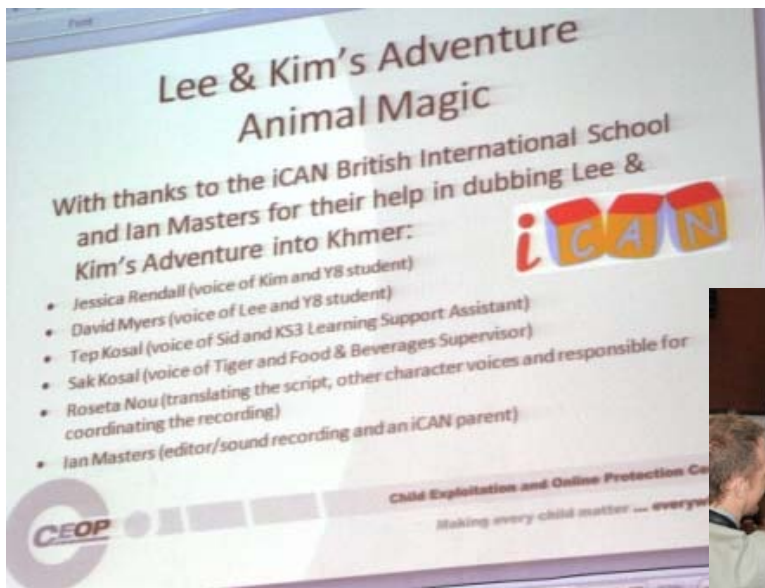 Font
Lee & Kim's Adventure
Animal Magic
With thanks to the iCAN British International School
and Ian Masters for their help in dubbing Lee &
Kim's Adventure into Khmer:
iCAN
• Jessica Rendall (voice of Kim and Y8 student)
• David Myers (voice of Lee and Y8 student)
• Tep Kosal (voice of Sid and KS3 Learning Support Assistant)
• Sak Kosal (voice of Tiger and Food & Beverages Supervisor)
• Roseta Nou (translating the script, other character voices and responsible for
coordinating the recording)
• Ian Masters (editor/sound recording and an iCAN parent)
CEOP
Child Exploitation and Online Protection Ce
Making every child matter ... everyw